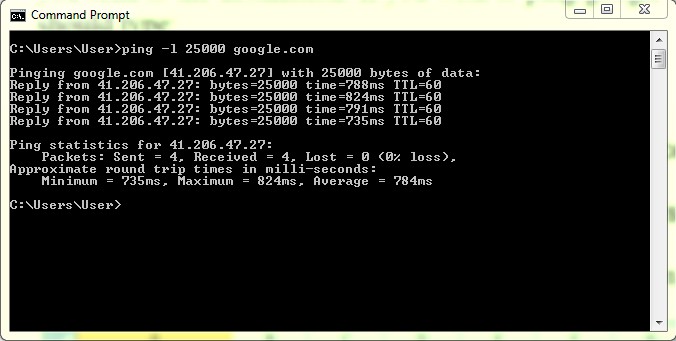 Command Prompt
C:\Users\User>ping -l 25000 google.com
Pinging google.com [41.206.47.27] with 25000 bytes of data:
Reply from 41.206.47.27: bytes=25000 time=788ms TTL=60
Reply from 41.206.47.27: bytes=25000 time=824ms TTL=60
Reply from 41.206.47.27: bytes=25000 time=791ms TTL=60
Reply from 41.206.47.27: bytes=25000 time=735ms TTL=60
Ping statistics for 41.206.47.27:
    Packets: Sent = 4, Received = 4, Lost = 0 (0% loss),
Approximate round trip times in milli-seconds:
    Minimum = 735ms, Maximum = 824ms, Average = 784ms
C:\Users\User>